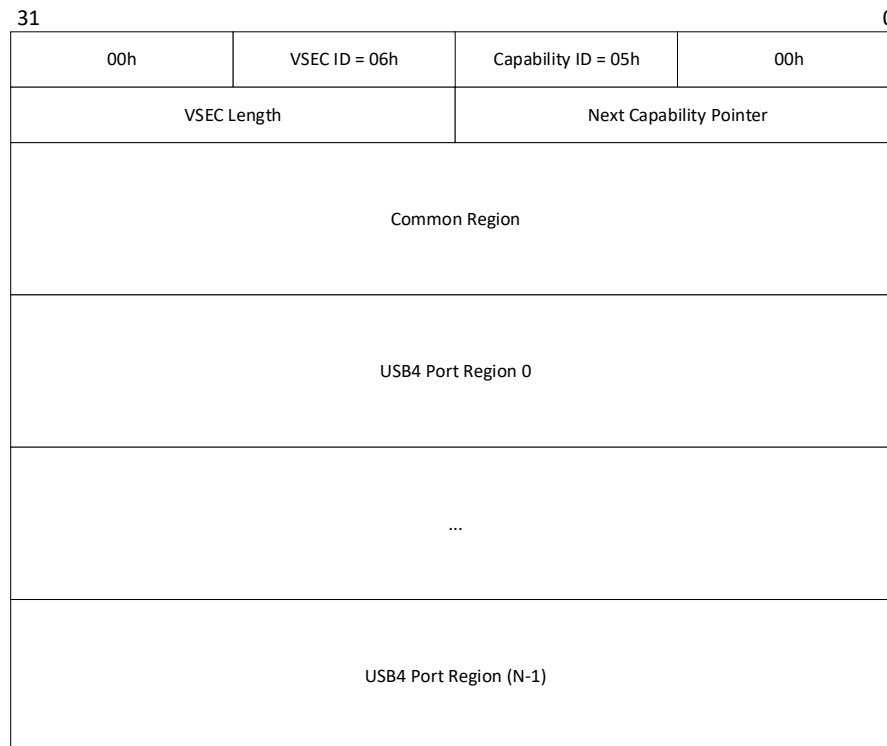 31 0
00h VSEC ID = 06h Capability ID = 05h 00h
VSEC Length Next Capability Pointer
Common Region
USB4 Port Region 0
...
USB4 Port Region (N-1)